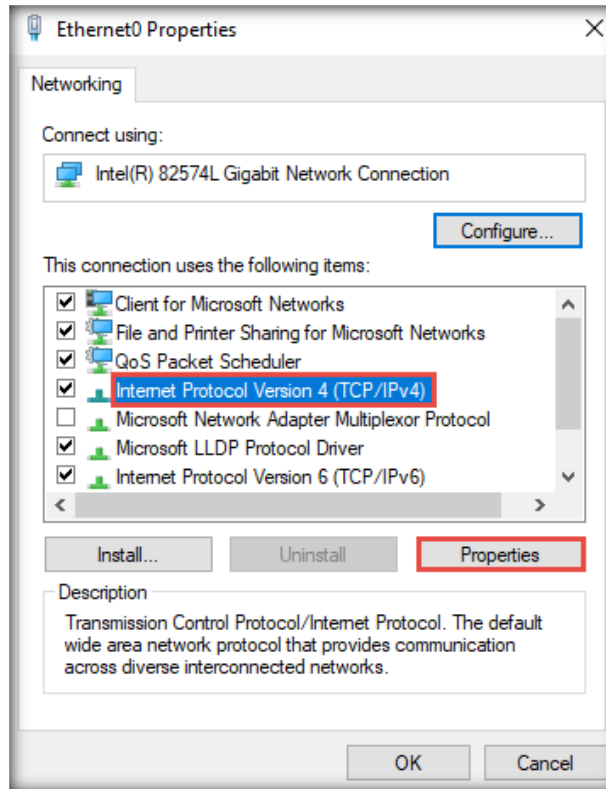 Ethernet0 Properties
Networking
Connect using:
Intel(R) 82574L Gigabit Network Connection
Configure...
This connection uses the following items:
Client for Microsoft Networks
File and Printer Sharing for Microsoft Networks
QoS Packet Scheduler
Internet Protocol Version 4 (TCP/IPv4)
Microsoft Network Adapter Multiplexor Protocol
Microsoft LLDP Protocol Driver
Internet Protocol Version 6 (TCP/IPv6)
Install...
Uninstall
Properties
Description
Transmission Control Protocol/Internet Protocol. The default
wide area network protocol that provides communication
across diverse interconnected networks.
OK
Cancel